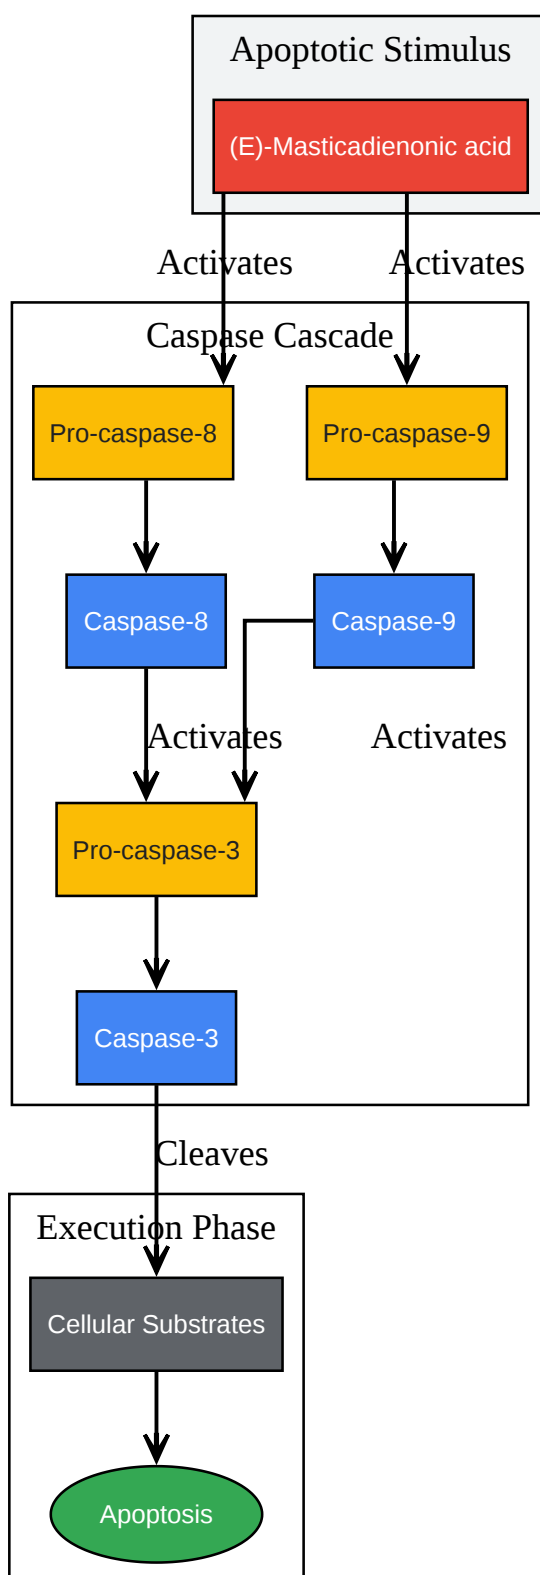 Apoptotic Stimulus
(E)-Masticadienonic acid
Activates Activates
Caspase Cascade
Pro-caspase-8 Pro-caspase-9
Caspase-8 Caspase-9
Activates Activates
Pro-caspase-3
Caspase-3
Cleaves
Execution Phase
Cellular Substrates
Apoptosis